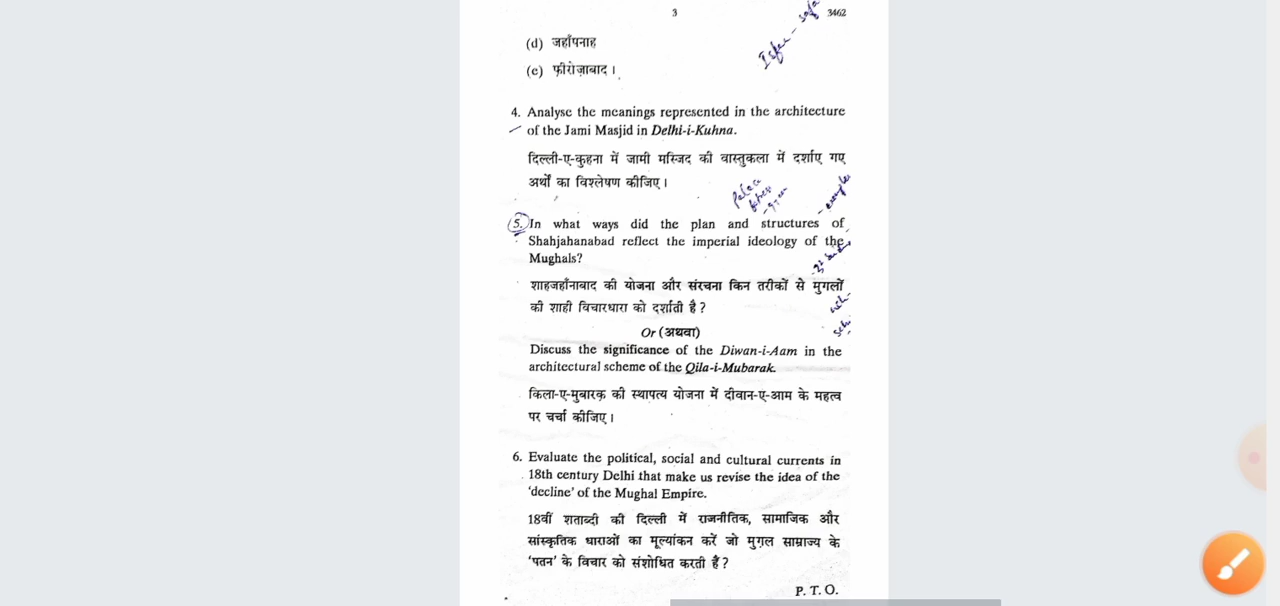 3
3462
(d) जहाँपनाह
(e) फ़ीरोज़ाबाद ।
4. Analyse the meanings represented in the architecture
of the Jami Masjid in Delhi-i-Kuhna.
दिल्ली-ए-कुहना में जामी मस्जिद की वास्तुकला में दर्शाए गए
अर्थों का विश्लेषण कीजिए ।
5. In what ways did the plan and structures of
Shahjahanabad reflect the imperial ideology of the
Mughals?
शाहजहाँनाबाद की योजना और संरचना किन तरीकों से मुगलों
की शाही विचारधारा को दर्शाती है ?
Or (अथवा)
Discuss the significance of the Diwan-i-Aam in the
architectural scheme of the Qila-i-Mubarak.
किला-ए-मुबारक़ की स्थापत्य योजना में दीवान-ए-आम के महत्व
पर चर्चा कीजिए ।
6. Evaluate the political, social and cultural currents in
18th century Delhi that make us revise the idea of the
'decline' of the Mughal Empire.
18वीं शताब्दी की दिल्ली में राजनीतिक, सामाजिक और
सांस्कृतिक धाराओं का मूल्यांकन करें जो मुग़ल साम्राज्य के
'पतन' के विचार को संशोधित करती हैं ?
P. T. O.